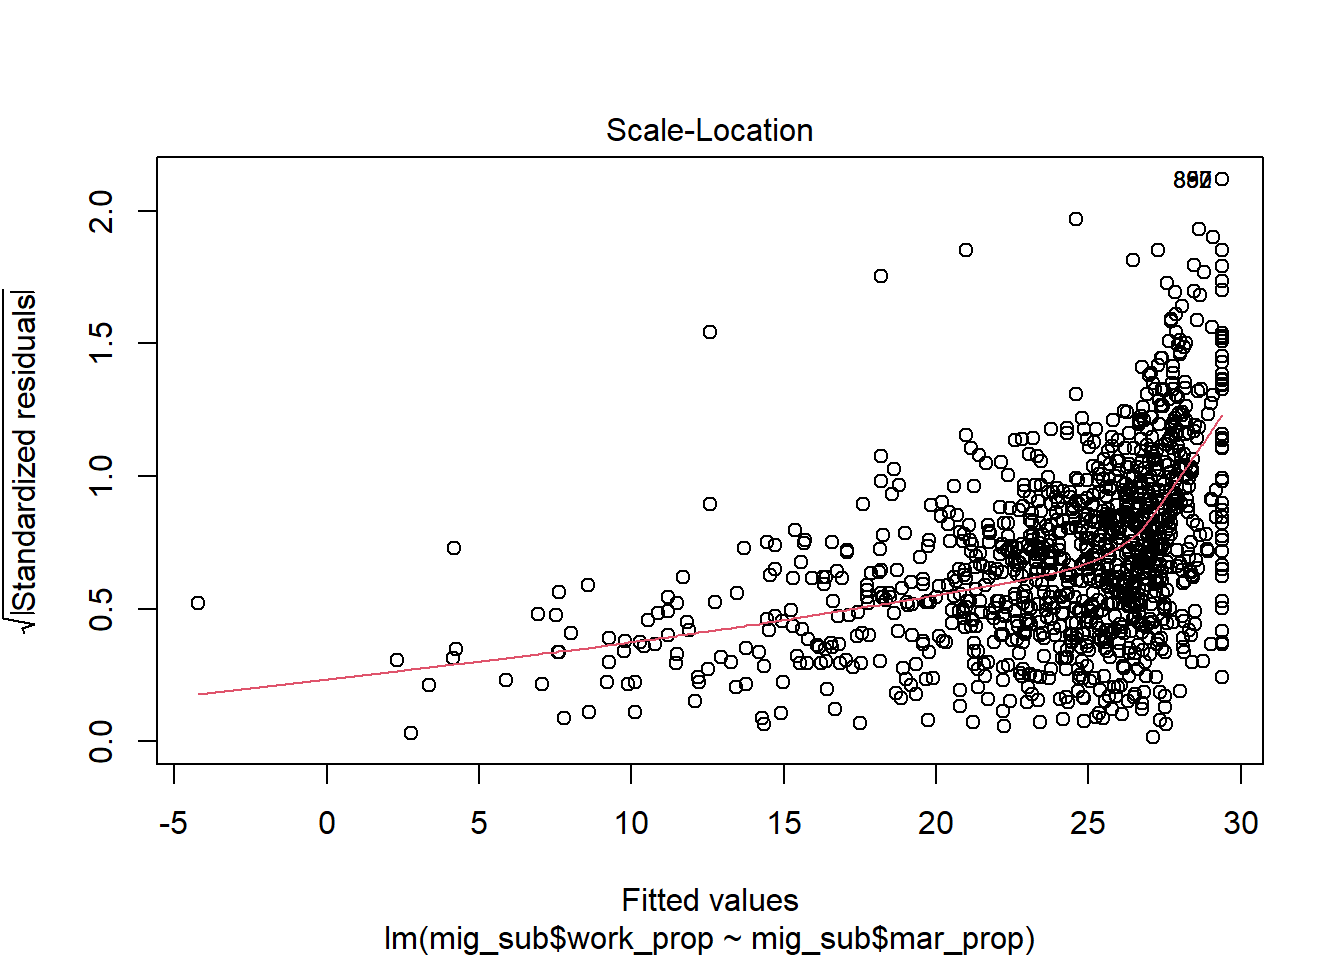 Scale-Location
√|Standardized residuals|
2.0
1.5
1.0
0.5
0.0
-5 0 5 10 15 20 25 30
Fitted values
lm(mig_sub$work_prop ~ mig_sub$mar_prop)